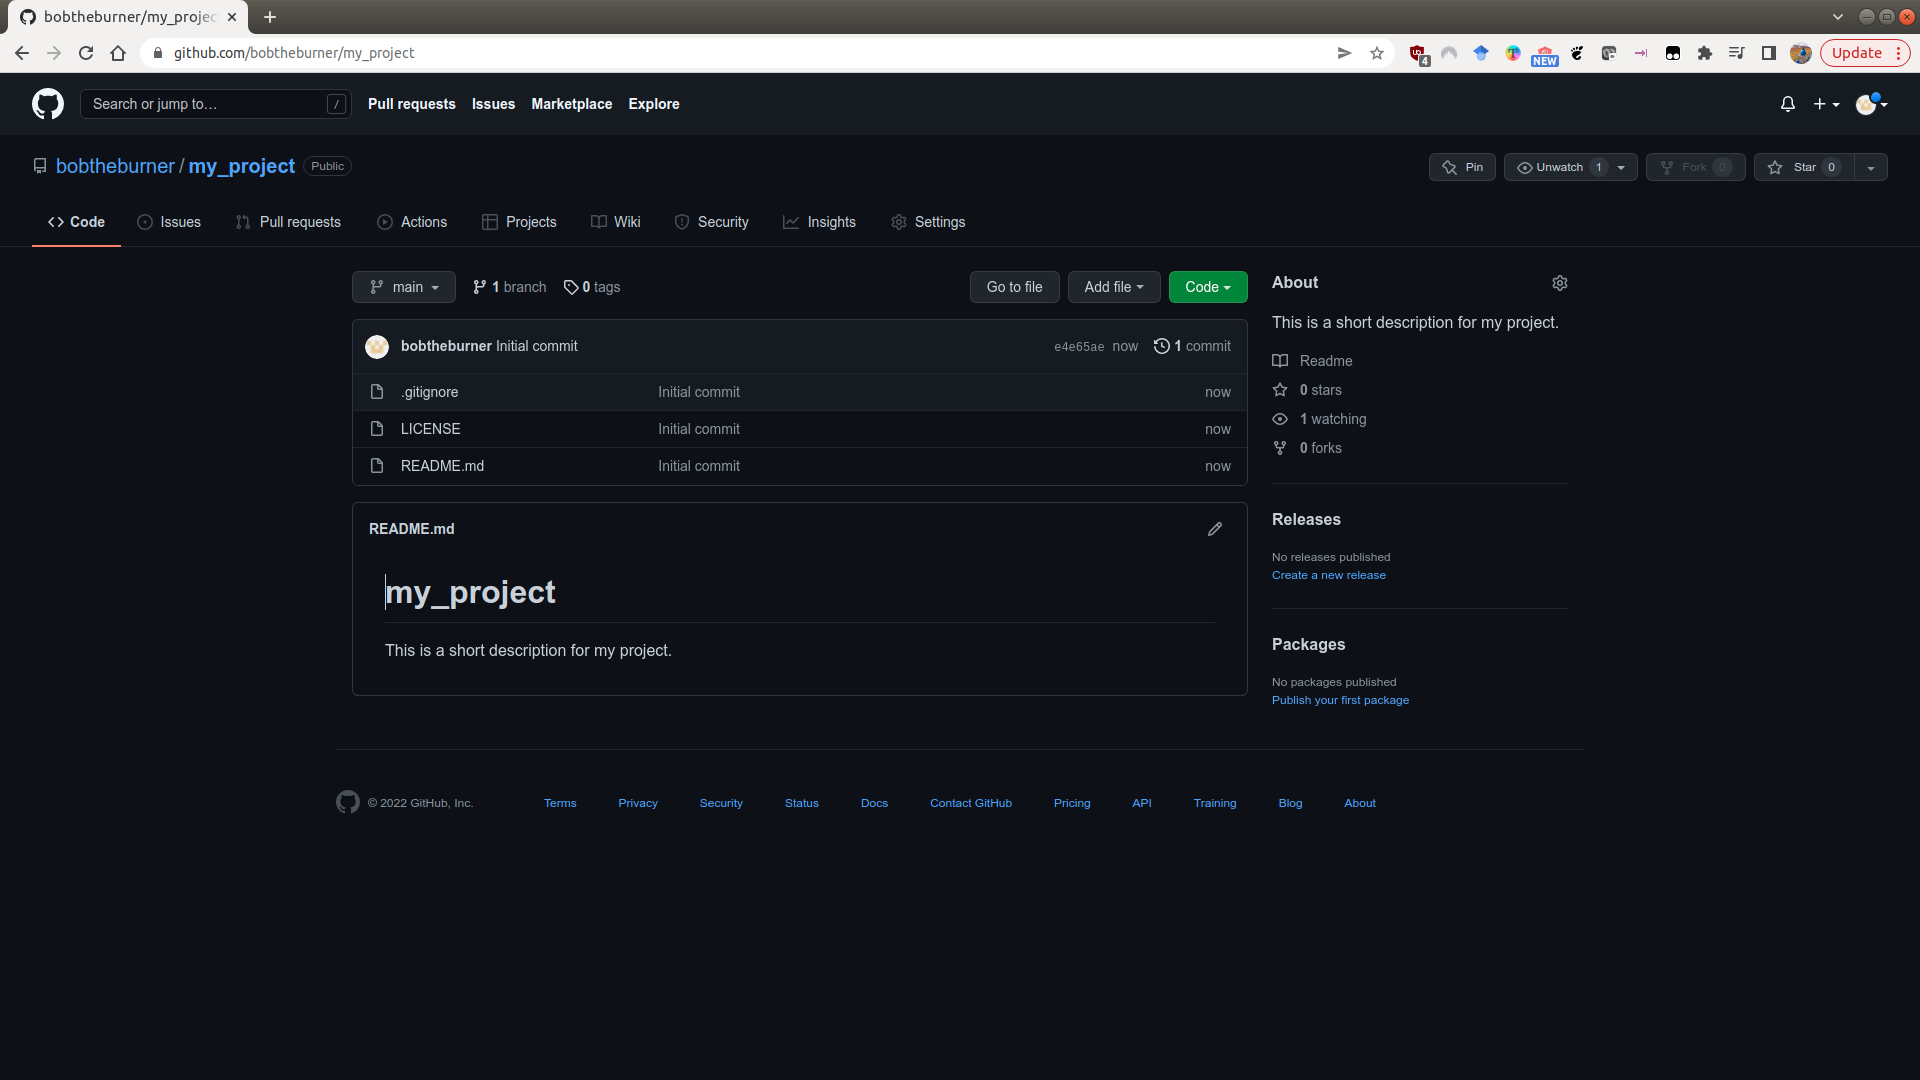 bobtheburner/my_projec
github.com/bobtheburner/my_project
4
NEW
Update
Search or jump to…
/
Pull requests
Issues
Marketplace
Explore
bobtheburner / my_project
Public
Pin
Unwatch 1
Fork 0
Star 0
Code
Issues
Pull requests
Actions
Projects
Wiki
Security
Insights
Settings
main
1 branch
0 tags
Go to file
Add file
Code
bobtheburner Initial commit
e4e65ae now
1 commit
.gitignore
Initial commit
now
LICENSE
Initial commit
now
README.md
Initial commit
now
README.md
my_project
This is a short description for my project.
About
This is a short description for my project.
Readme
0 stars
1 watching
0 forks
Releases
No releases published
Create a new release
Packages
No packages published
Publish your first package
© 2022 GitHub, Inc.
Terms
Privacy
Security
Status
Docs
Contact GitHub
Pricing
API
Training
Blog
About